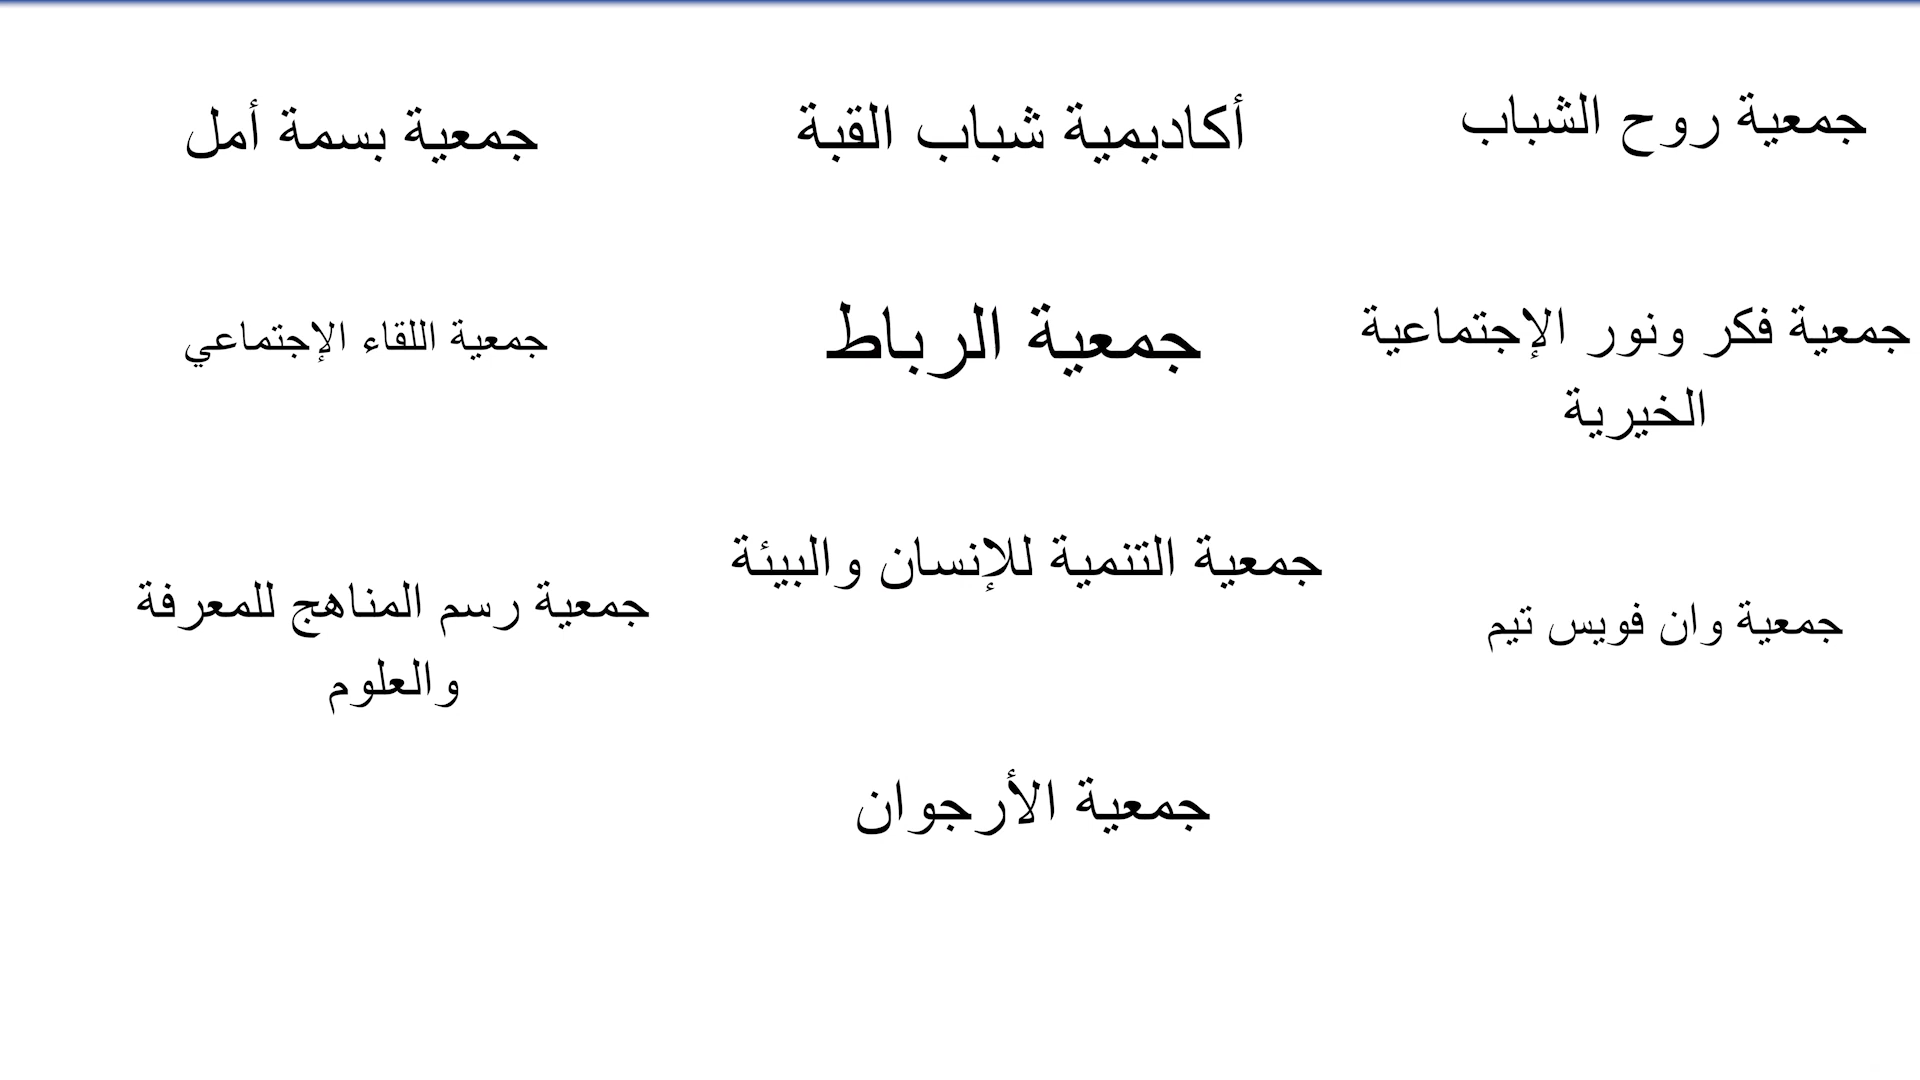 جمعية روح الشباب
أكاديمية شباب القبة
جمعية بسمة أمل
جمعية فكر ونور الإجتماعية
الخيرية
جمعية الرباط
جمعية اللقاء الإجتماعي
جمعية وان فويس تيم
جمعية التنمية للإنسان والبيئة
جمعية رسم المناهج للمعرفة
والعلوم
جمعية الأرجوان